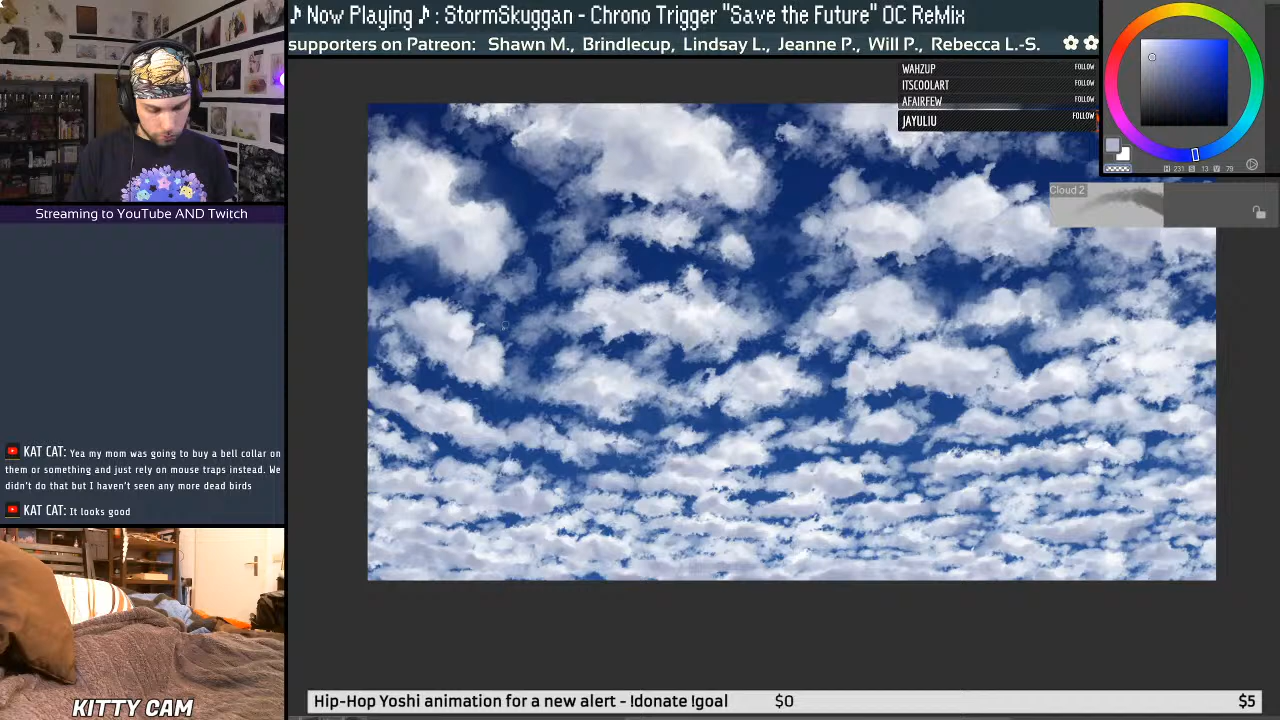 ♪ Now Playing ♪ : StormSkuggan - Chrono Trigger "Save the Future" OC ReMix
supporters on Patreon: Shawn M., Brindlecup, Lindsay L., Jeanne P., Will P., Rebecca L.-S.
WAHZUP FOLLOW
ITSCOOLART FOLLOW
AFAIRFEW FOLLOW
JAYULIU FOLLOW
H 231 S 13 V 79
Cloud 2
Streaming to YouTube AND Twitch
KAT CAT: Yea my mom was going to buy a bell collar on
them or something and just rely on mouse traps instead. We
didn't do that but I haven't seen any more dead birds
KAT CAT: It looks good
KITTY CAM
Hip-Hop Yoshi animation for a new alert - !donate !goal $0 $5